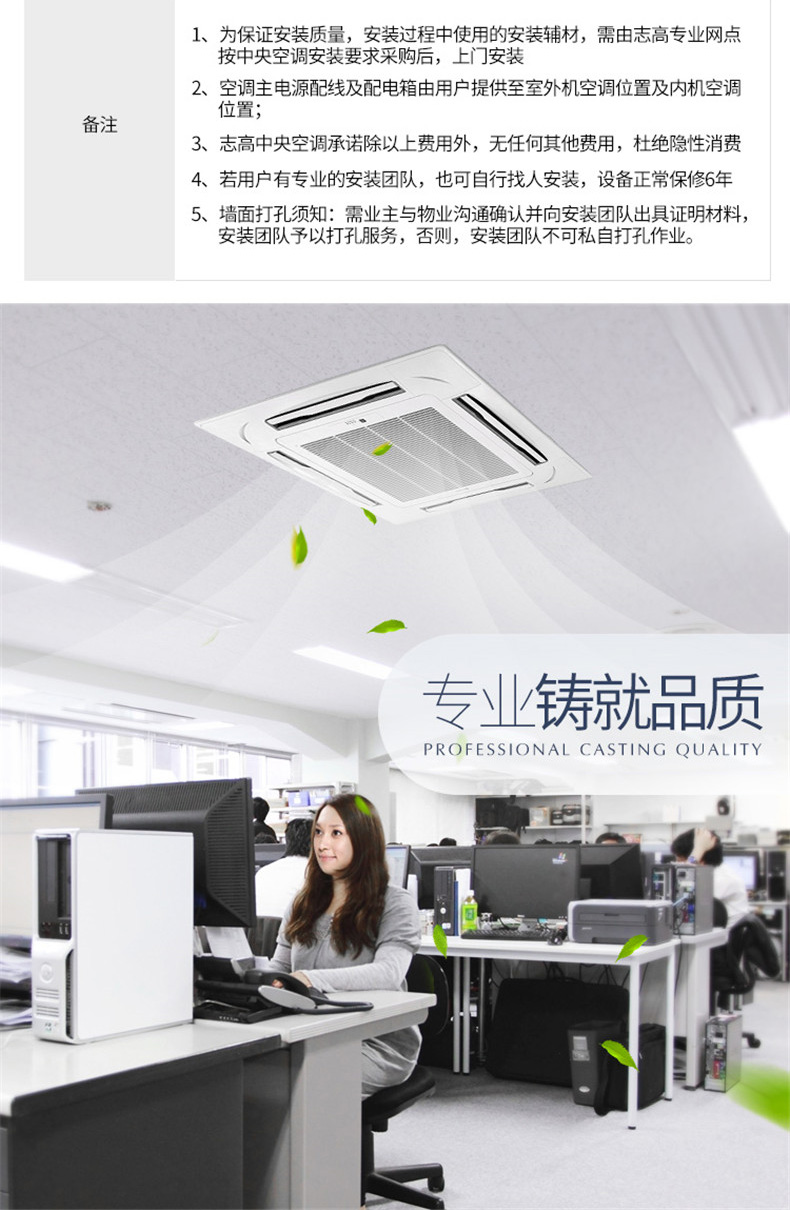 备注
1、为保证安装质量，安装过程中使用的安装辅材，需由志高专业网点
按中央空调安装要求采购后，上门安装
2、空调主电源配线及配电箱由用户提供至室外机空调位置及内机空调
位置；
3、志高中央空调承诺除以上费用外，无任何其他费用，杜绝隐性消费
4、若用户有专业的安装团队，也可自行找人安装，设备正常保修6年
5、墙面打孔须知：需业主与物业沟通确认并向安装团队出具证明材料，
安装团队予以打孔服务，否则，安装团队不可私自打孔作业。
专业铸就品质
PROFESSIONAL CASTING QUALITY